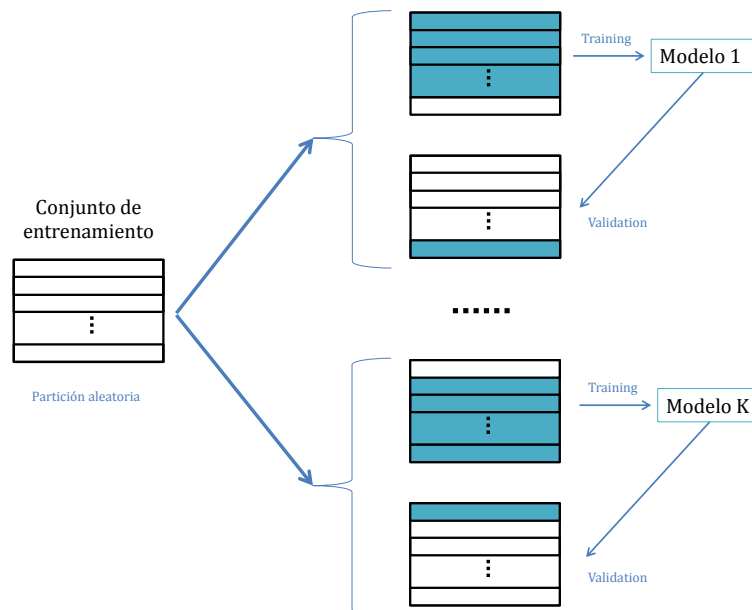 Training
Modelo 1
Validation
Conjunto de
entrenamiento
Partición aleatoria
Training
Modelo K
Validation